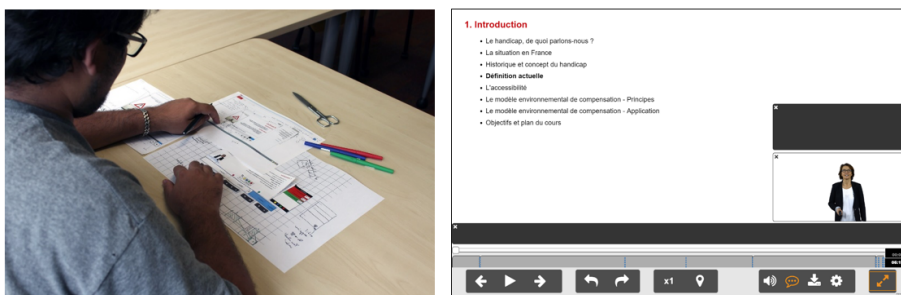 1. Introduction
• Le handicap, de quoi parlons-nous ?
• La situation en France
• Historique et concept du handicap
• Définition actuelle
• L'accessibilité
• Le modèle environnemental de compensation - Principes
• Le modèle environnemental de compensation - Application
• Objectifs et plan du cours
x1